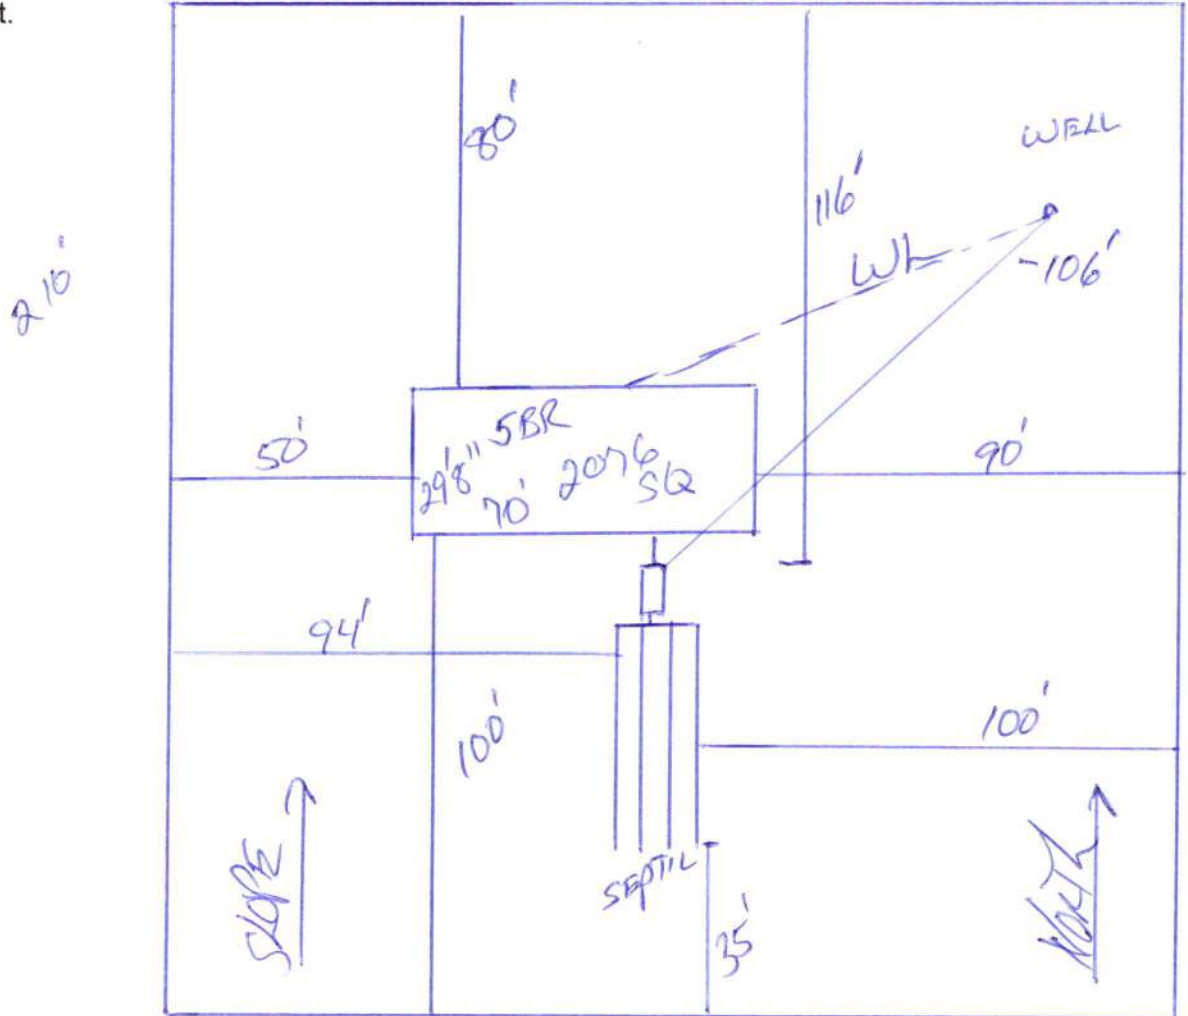 t.
80'
WELL
116'
210'
WL
-106'
5BR
50'
29'8"
2076
SQ
70'
90'
94'
100'
100'
SLOPE
SEPTIL
35'
NORTH